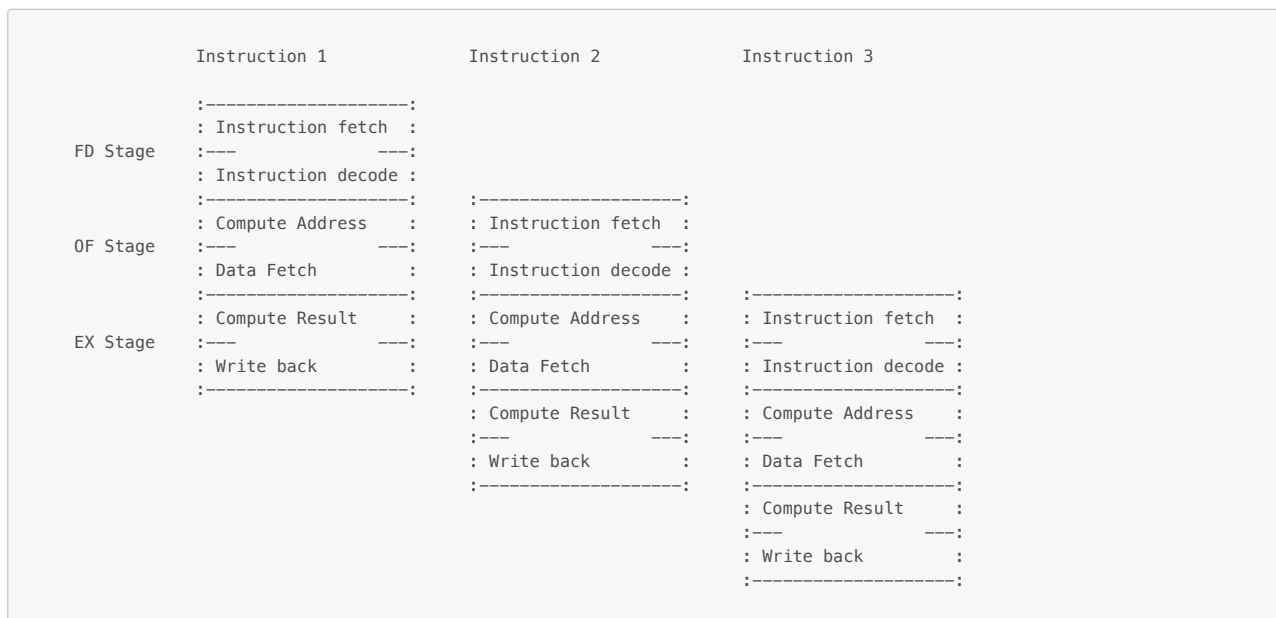 Instruction 1                 Instruction 2                 Instruction 3
:--------------------:
: Instruction fetch  :
FD Stage    :---              ---:
: Instruction decode :
:--------------------:      :--------------------:
: Compute Address    :      : Instruction fetch  :
OF Stage    :---              ---:      :---              ---:
: Data Fetch         :      : Instruction decode :
:--------------------:      :--------------------:      :--------------------:
: Compute Result     :      : Compute Address    :      : Instruction fetch  :
EX Stage    :---              ---:      :---              ---:      :---              ---:
: Write back         :      : Data Fetch         :      : Instruction decode :
:--------------------:      :--------------------:      :--------------------:
: Compute Result     :      : Compute Address    :
:---              ---:      :---              ---:
: Write back         :      : Data Fetch         :
:--------------------:      :--------------------:
: Compute Result     :
:---              ---:
: Write back         :
:--------------------: